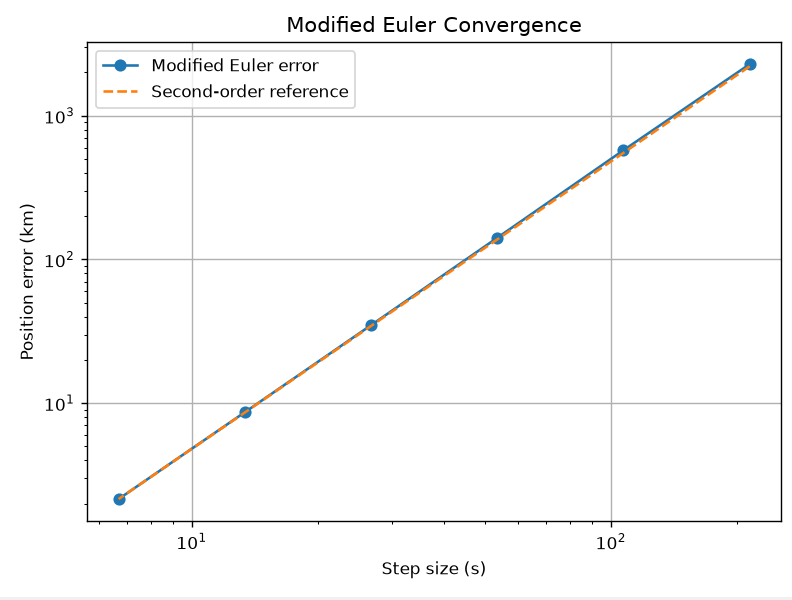 Modified Euler Convergence
Modified Euler error
Second-order reference
Position error (km)
10³
10²
10¹
10¹
10²
Step size (s)